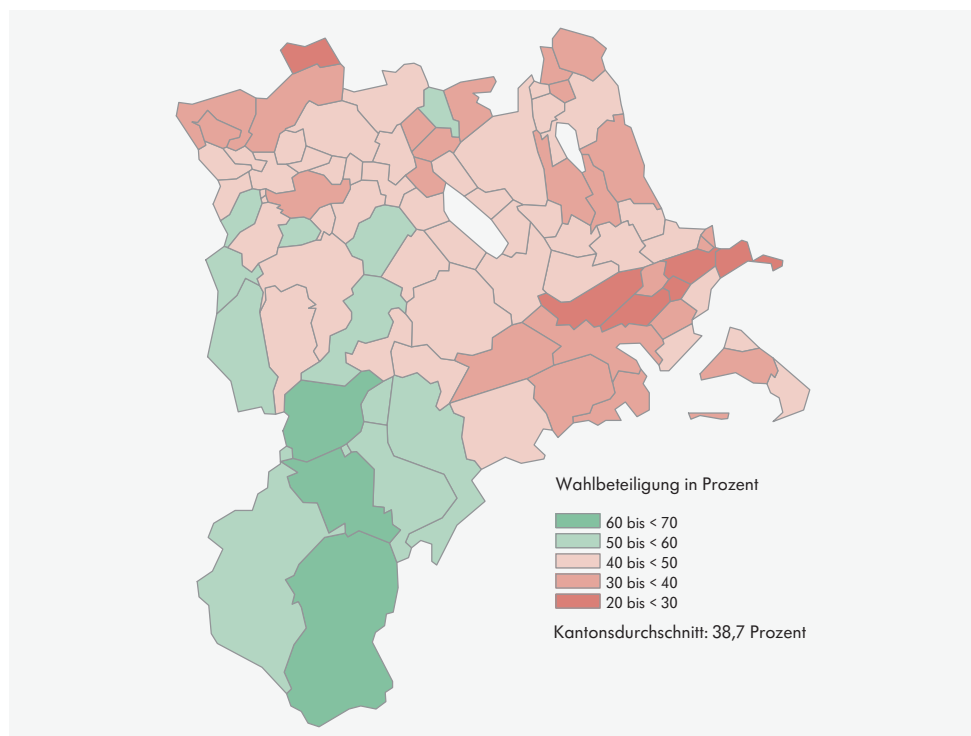 Wahlbeteiligung in Prozent
60 bis < 70
50 bis < 60
40 bis < 50
30 bis < 40
20 bis < 30
Kantonsdurchschnitt: 38,7 Prozent